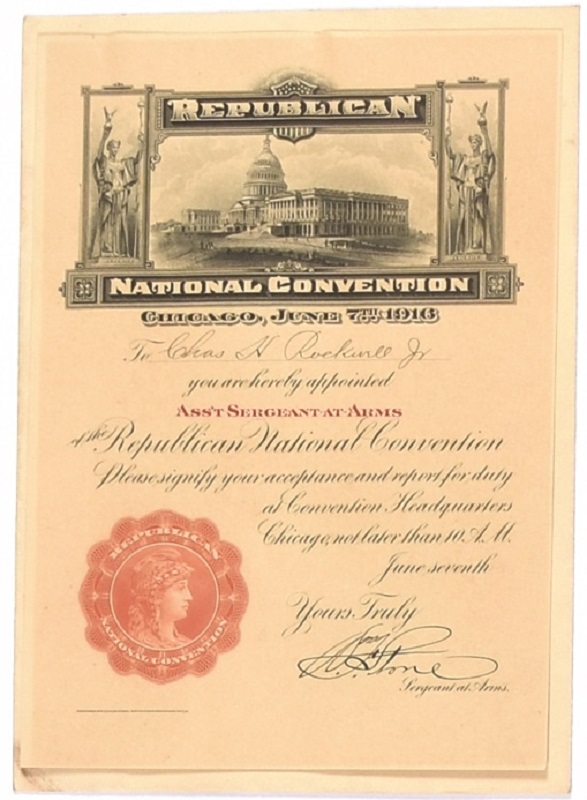 REPUBLICAN
NATIONAL CONVENTION
CHICAGO, JUNE 7TH 1916
To Chas H Rockwell Jr
you are hereby appointed
ASS'T SERGEANT-AT-ARMS
of the Republican National Convention
Please signify your acceptance and report for duty
at Convention Headquarters
Chicago, not later than 10 A.M.
June seventh
REPUBLICAN
NATIONAL CONVENTION
Yours Truly
Stone
Sergeant at Arms.